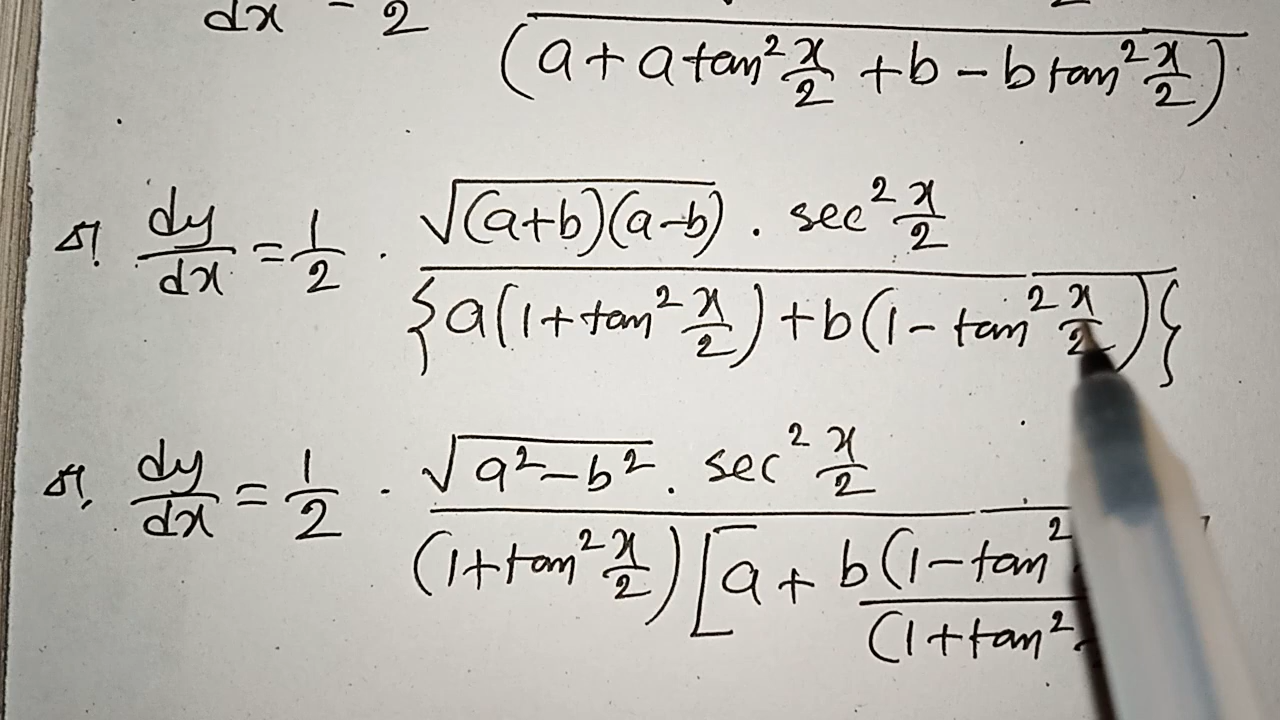 dx 2 (a + a tan² x/2 + b - b tan² x/2)
বা, dy/dx = 1/2 · √(a+b)(a-b) · sec² x/2 / {a(1 + tan² x/2) + b(1 - tan² x/2)}
বা, dy/dx = 1/2 · √a² - b² · sec² x/2 / (1 + tan² x/2) [a + b(1 - tan² / (1 + tan²